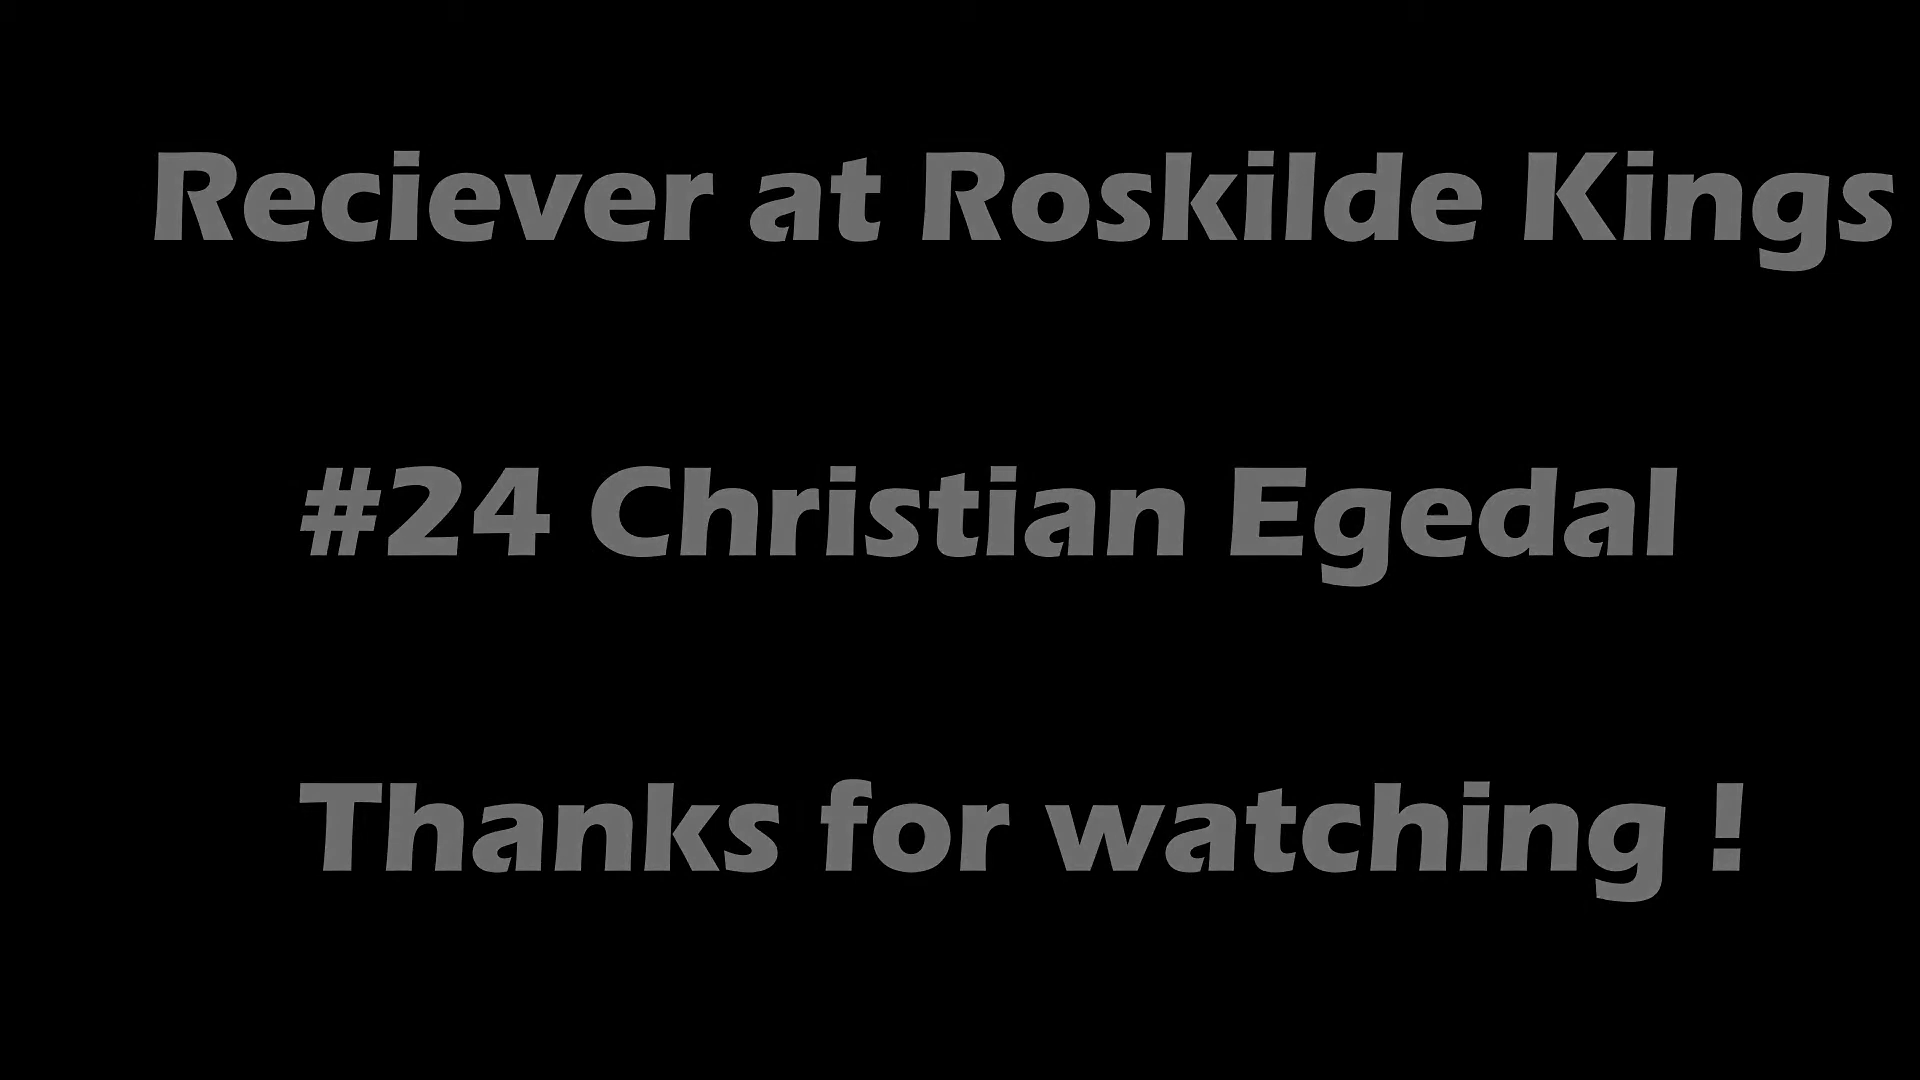 Reciever at Roskilde Kings
#24 Christian Egedal
Thanks for watching !